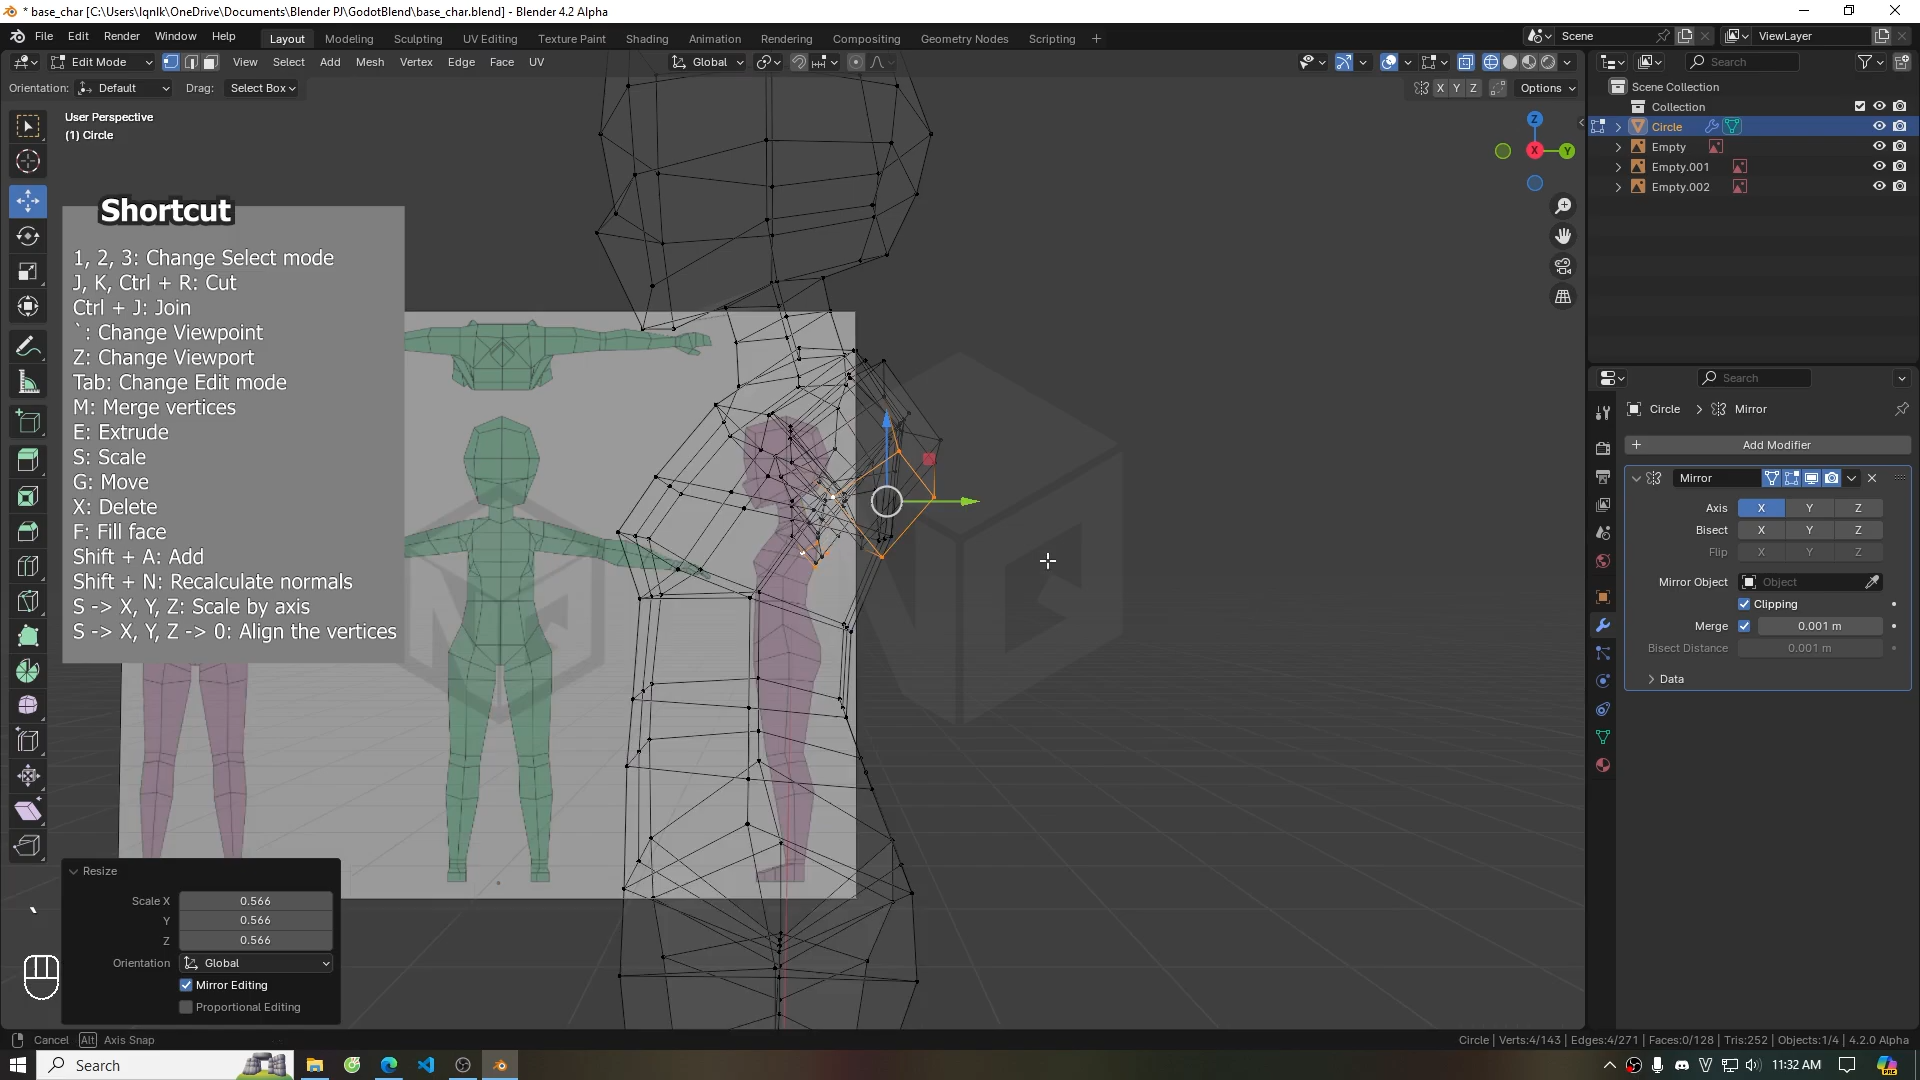 * base_char [C:\Users\lqnlk\OneDrive\Documents\Blender PJ\GodotBlend\base_char.blend] - Blender 4.2 Alpha
File Edit Render Window Help
Layout Modeling Sculpting UV Editing Texture Paint Shading Animation Rendering Compositing Geometry Nodes Scripting +
Scene
ViewLayer
Edit Mode
View Select Add Mesh Vertex Edge Face UV
Global
Search
Orientation: Default Drag: Select Box
X Y Z Options
Scene Collection
Collection
Circle
Empty
Empty.001
Empty.002
User Perspective
(1) Circle
Z
X
Y
Shortcut
1, 2, 3: Change Select mode
J, K, Ctrl + R: Cut
Ctrl + J: Join
`: Change Viewpoint
Z: Change Viewport
Tab: Change Edit mode
M: Merge vertices
E: Extrude
S: Scale
G: Move
X: Delete
F: Fill face
Shift + A: Add
Shift + N: Recalculate normals
S -> X, Y, Z: Scale by axis
S -> X, Y, Z -> 0: Align the vertices
Search
Circle > Mirror
+ Add Modifier
Mirror
Axis X Y Z
Bisect X Y Z
Flip X Y Z
Mirror Object Object
Clipping
Merge 0.001 m
Bisect Distance 0.001 m
Data
Resize
Scale X 0.566
Y 0.566
Z 0.566
Orientation Global
Mirror Editing
Proportional Editing
`
Cancel Alt Axis Snap
Circle | Verts:4/143 | Edges:4/271 | Faces:0/128 | Tris:252 | Objects:1/4 | 4.2.0 Alpha
Search
11:32 AM